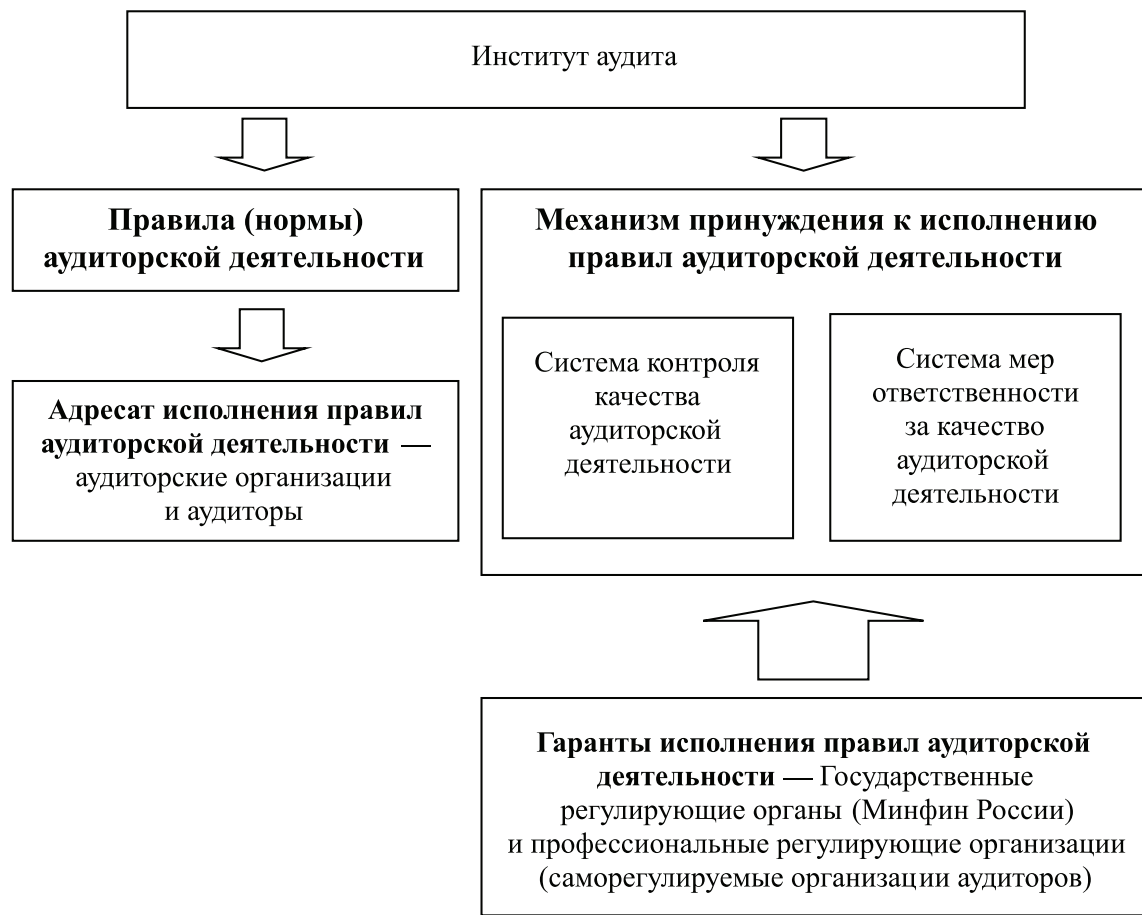 Институт аудита
Правила (нормы)
аудиторской деятельности
Адресат исполнения правил
аудиторской деятельности —
аудиторские организации
и аудиторы
Механизм принуждения к исполнению
правил аудиторской деятельности
Система контроля
качества
аудиторской
деятельности
Система мер
ответственности
за качество
аудиторской
деятельности
Гаранты исполнения правил аудиторской
деятельности — Государственные
регулирующие органы (Минфин России)
и профессиональные регулирующие организации
(саморегулируемые организации аудиторов)